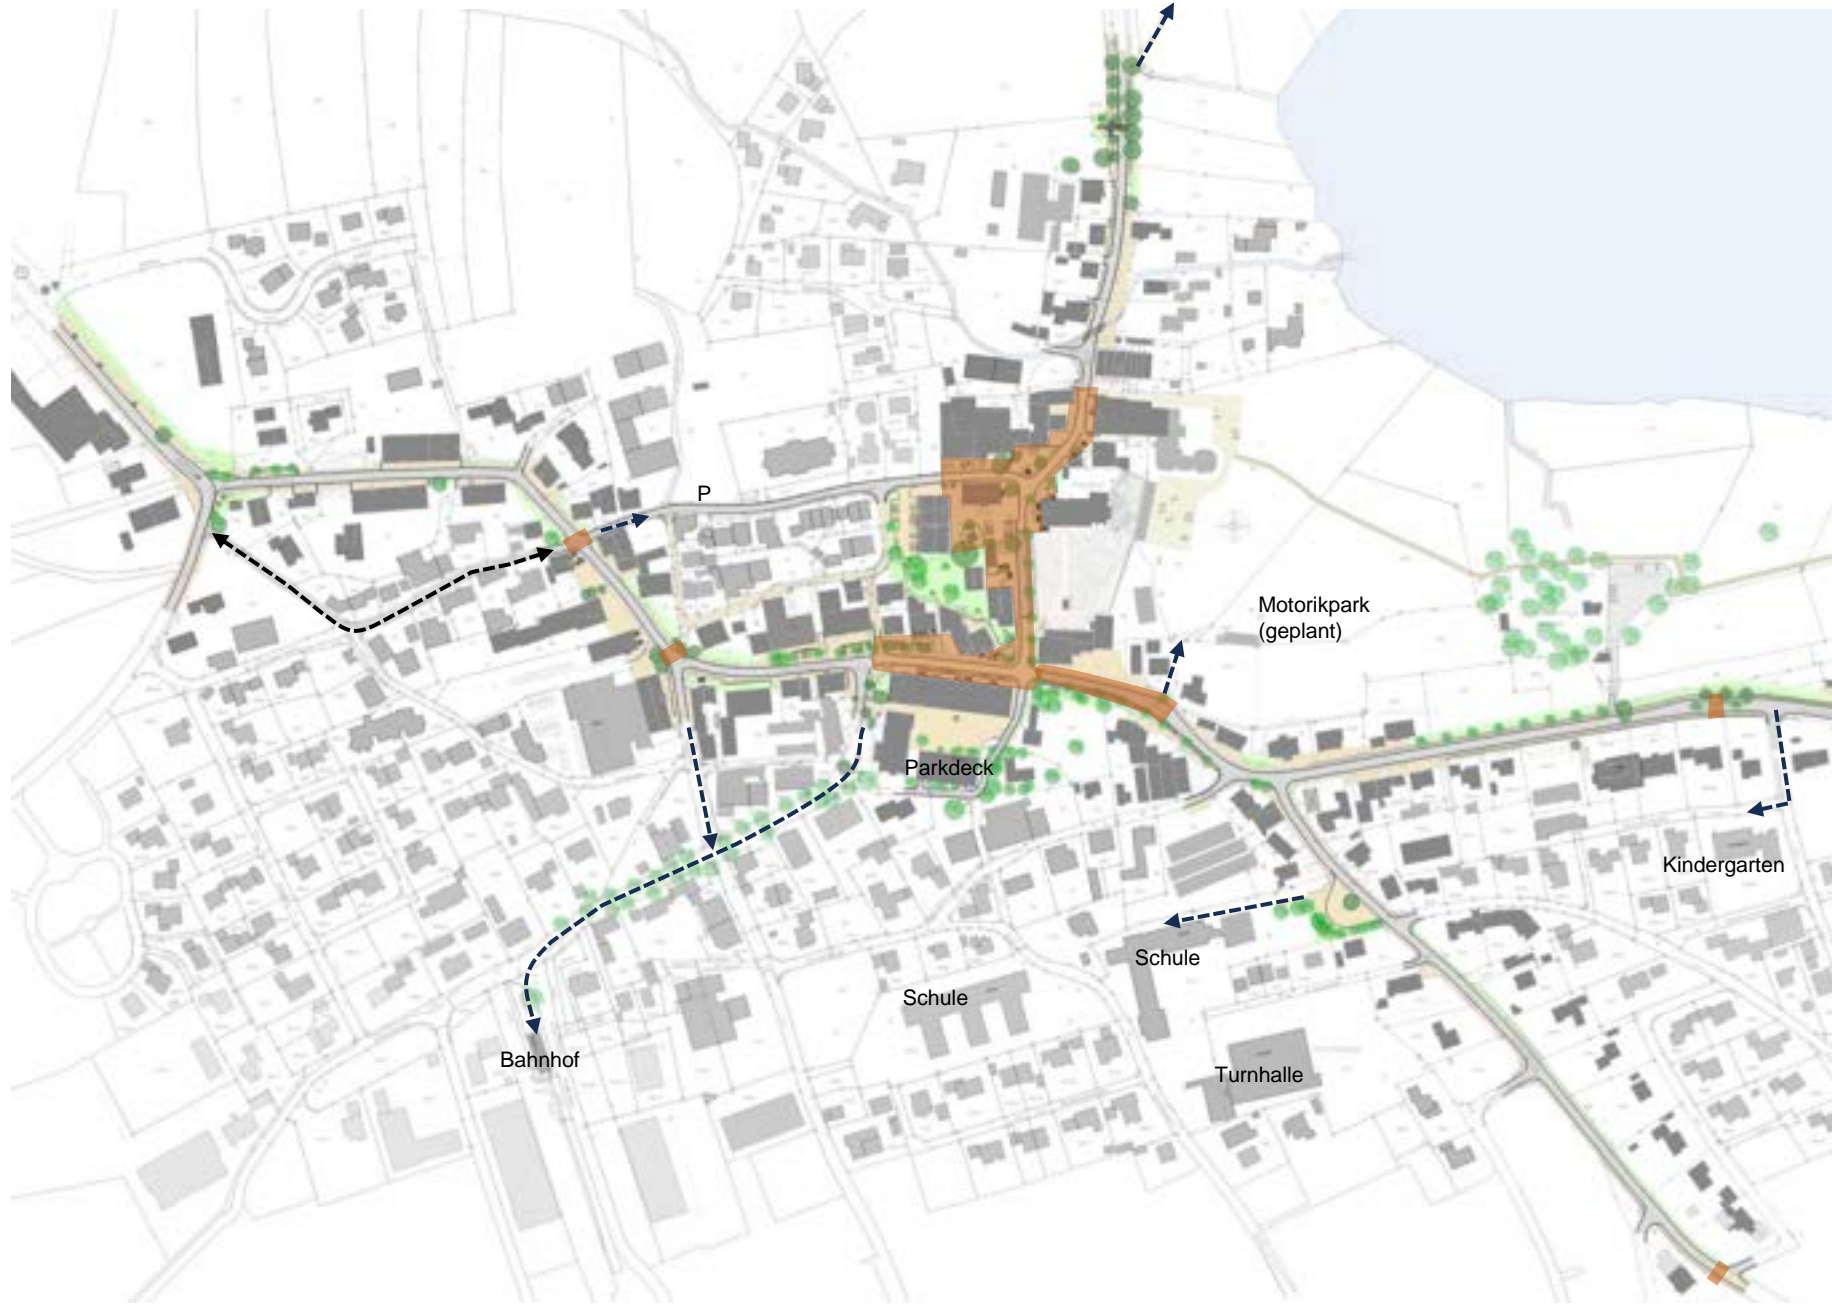 P
Motorikpark
(geplant)
Parkdeck
Kindergarten
Schule
Schule
Bahnhof
Turnhalle